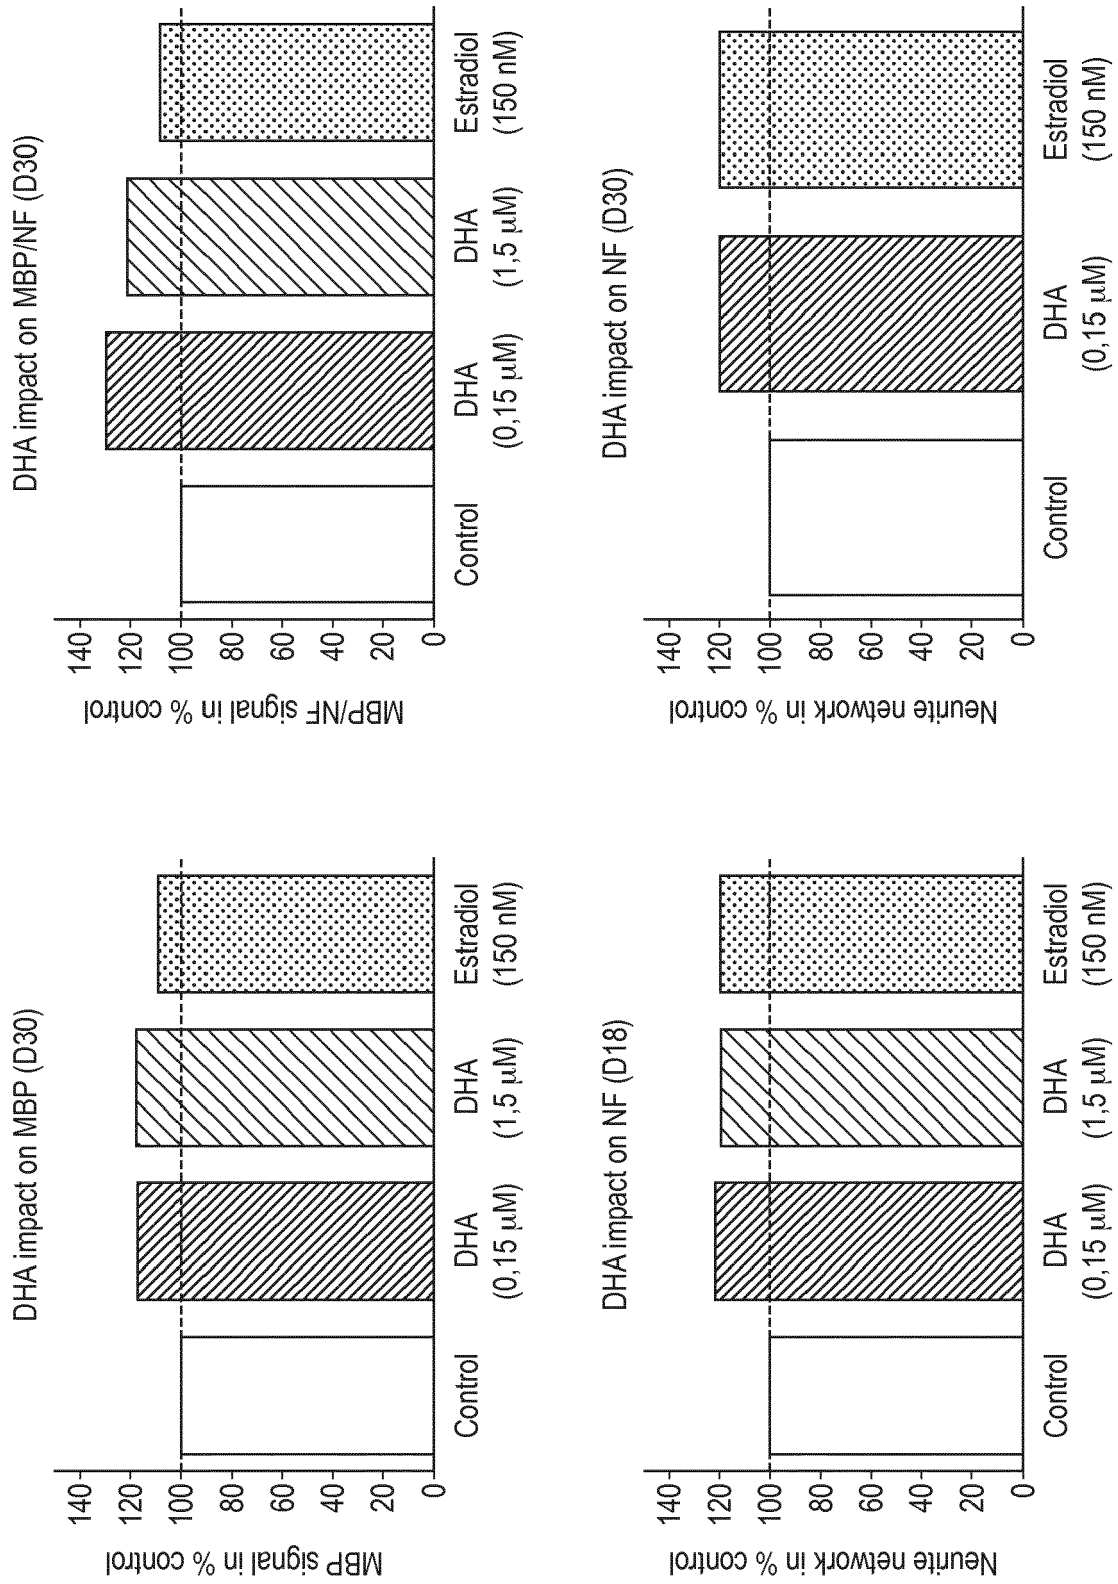 DHA impact on MBP (D30)
MBP signal in % control
140
120
100
80
60
40
20
0
Control
DHA
(0,15 µM)
DHA
(1,5 µM)
Estradiol
(150 nM)
DHA impact on MBP/NF (D30)
MBP/NF signal in % control
140
120
100
80
60
40
20
0
Control
DHA
(0,15 µM)
DHA
(1,5 µM)
Estradiol
(150 nM)
DHA impact on NF (D18)
Neurite network in % control
140
120
100
80
60
40
20
0
Control
DHA
(0,15 µM)
DHA
(1,5 µM)
Estradiol
(150 nM)
DHA impact on NF (D30)
Neurite network in % control
140
120
100
80
60
40
20
0
Control
DHA
(0,15 µM)
Estradiol
(150 nM)